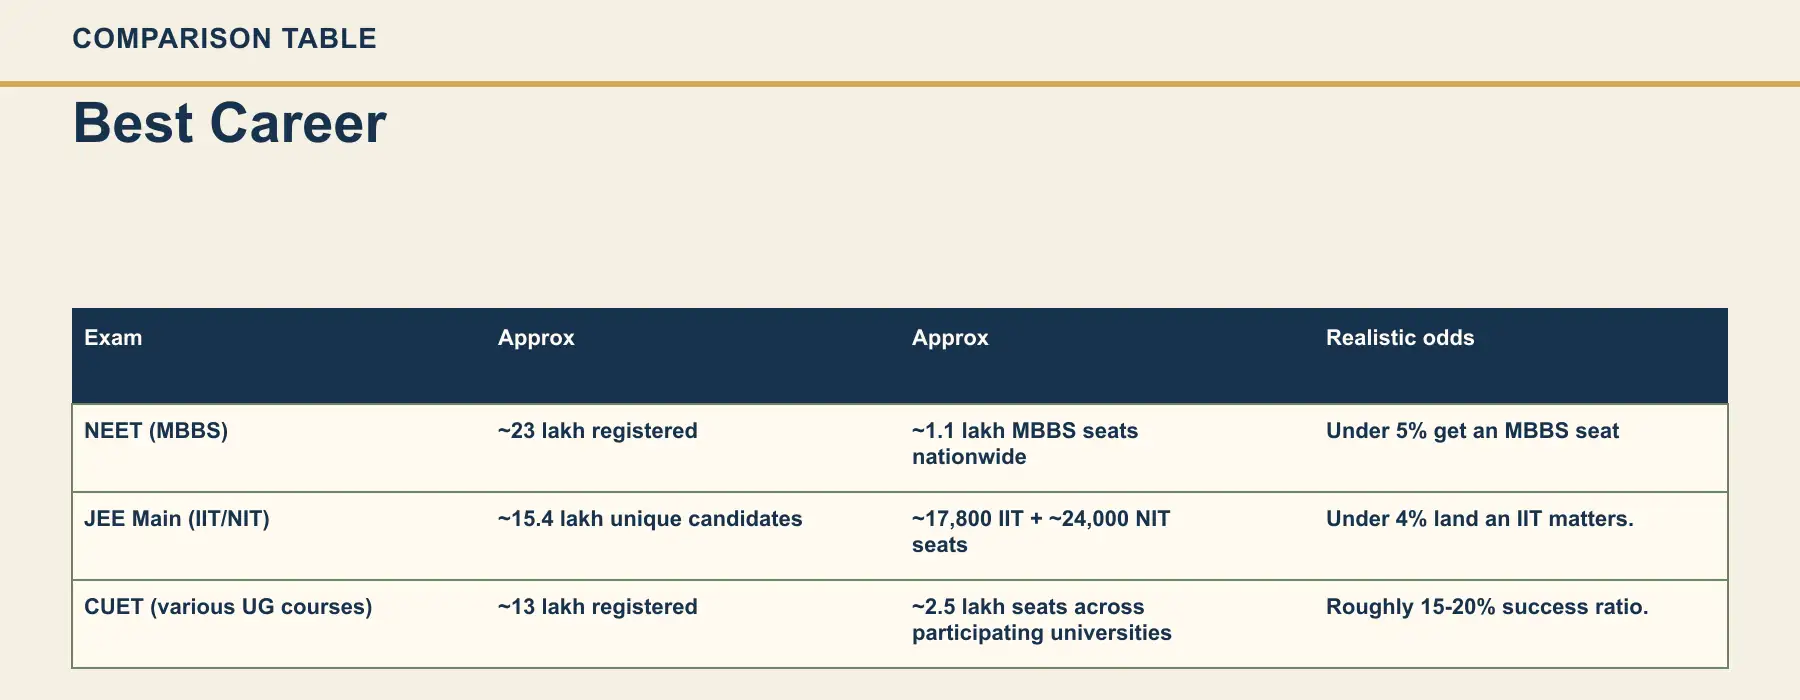 COMPARISON TABLE
Best Career
Exam
Approx
Approx
Realistic odds
NEET (MBBS)
~23 lakh registered
~1.1 lakh MBBS seats
nationwide
Under 5% get an MBBS seat
JEE Main (IIT/NIT)
~15.4 lakh unique candidates
~17,800 IIT + ~24,000 NIT
seats
Under 4% land an IIT matters.
CUET (various UG courses)
~13 lakh registered
~2.5 lakh seats across
participating universities
Roughly 15-20% success ratio.